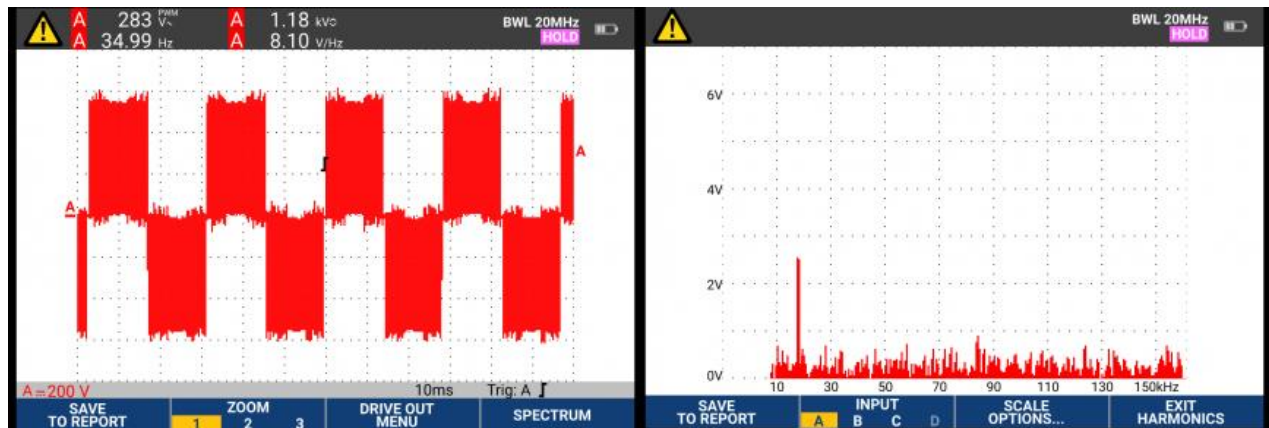 A 283 V~ PWM A 1.18 kV
A 34.99 Hz A 8.10 V/Hz
BWL 20MHz
HOLD
A
A
A 200 V 10ms Trig: A
SAVE TO REPORT
ZOOM
1 2 3
DRIVE OUT MENU
SPECTRUM
BWL 20MHz
HOLD
6V
4V
2V
0V
10 30 50 70 90 110 130 150kHz
SAVE TO REPORT
INPUT
A B C D
SCALE OPTIONS...
EXIT HARMONICS